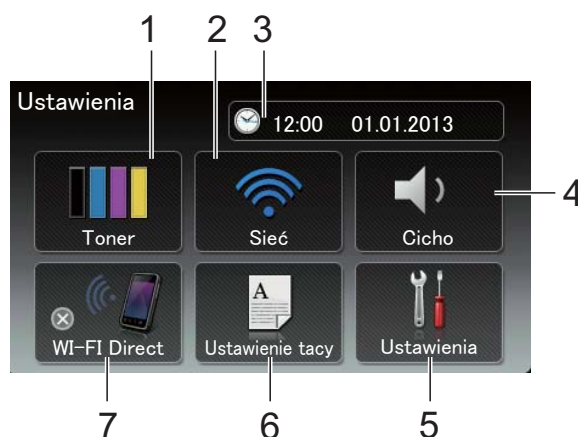 1 2 3
Ustawienia
12:00 01.01.2013
Toner Sieć Cicho
4
A
WI-FI Direct Ustawienie tacy Ustawienia
7 6 5